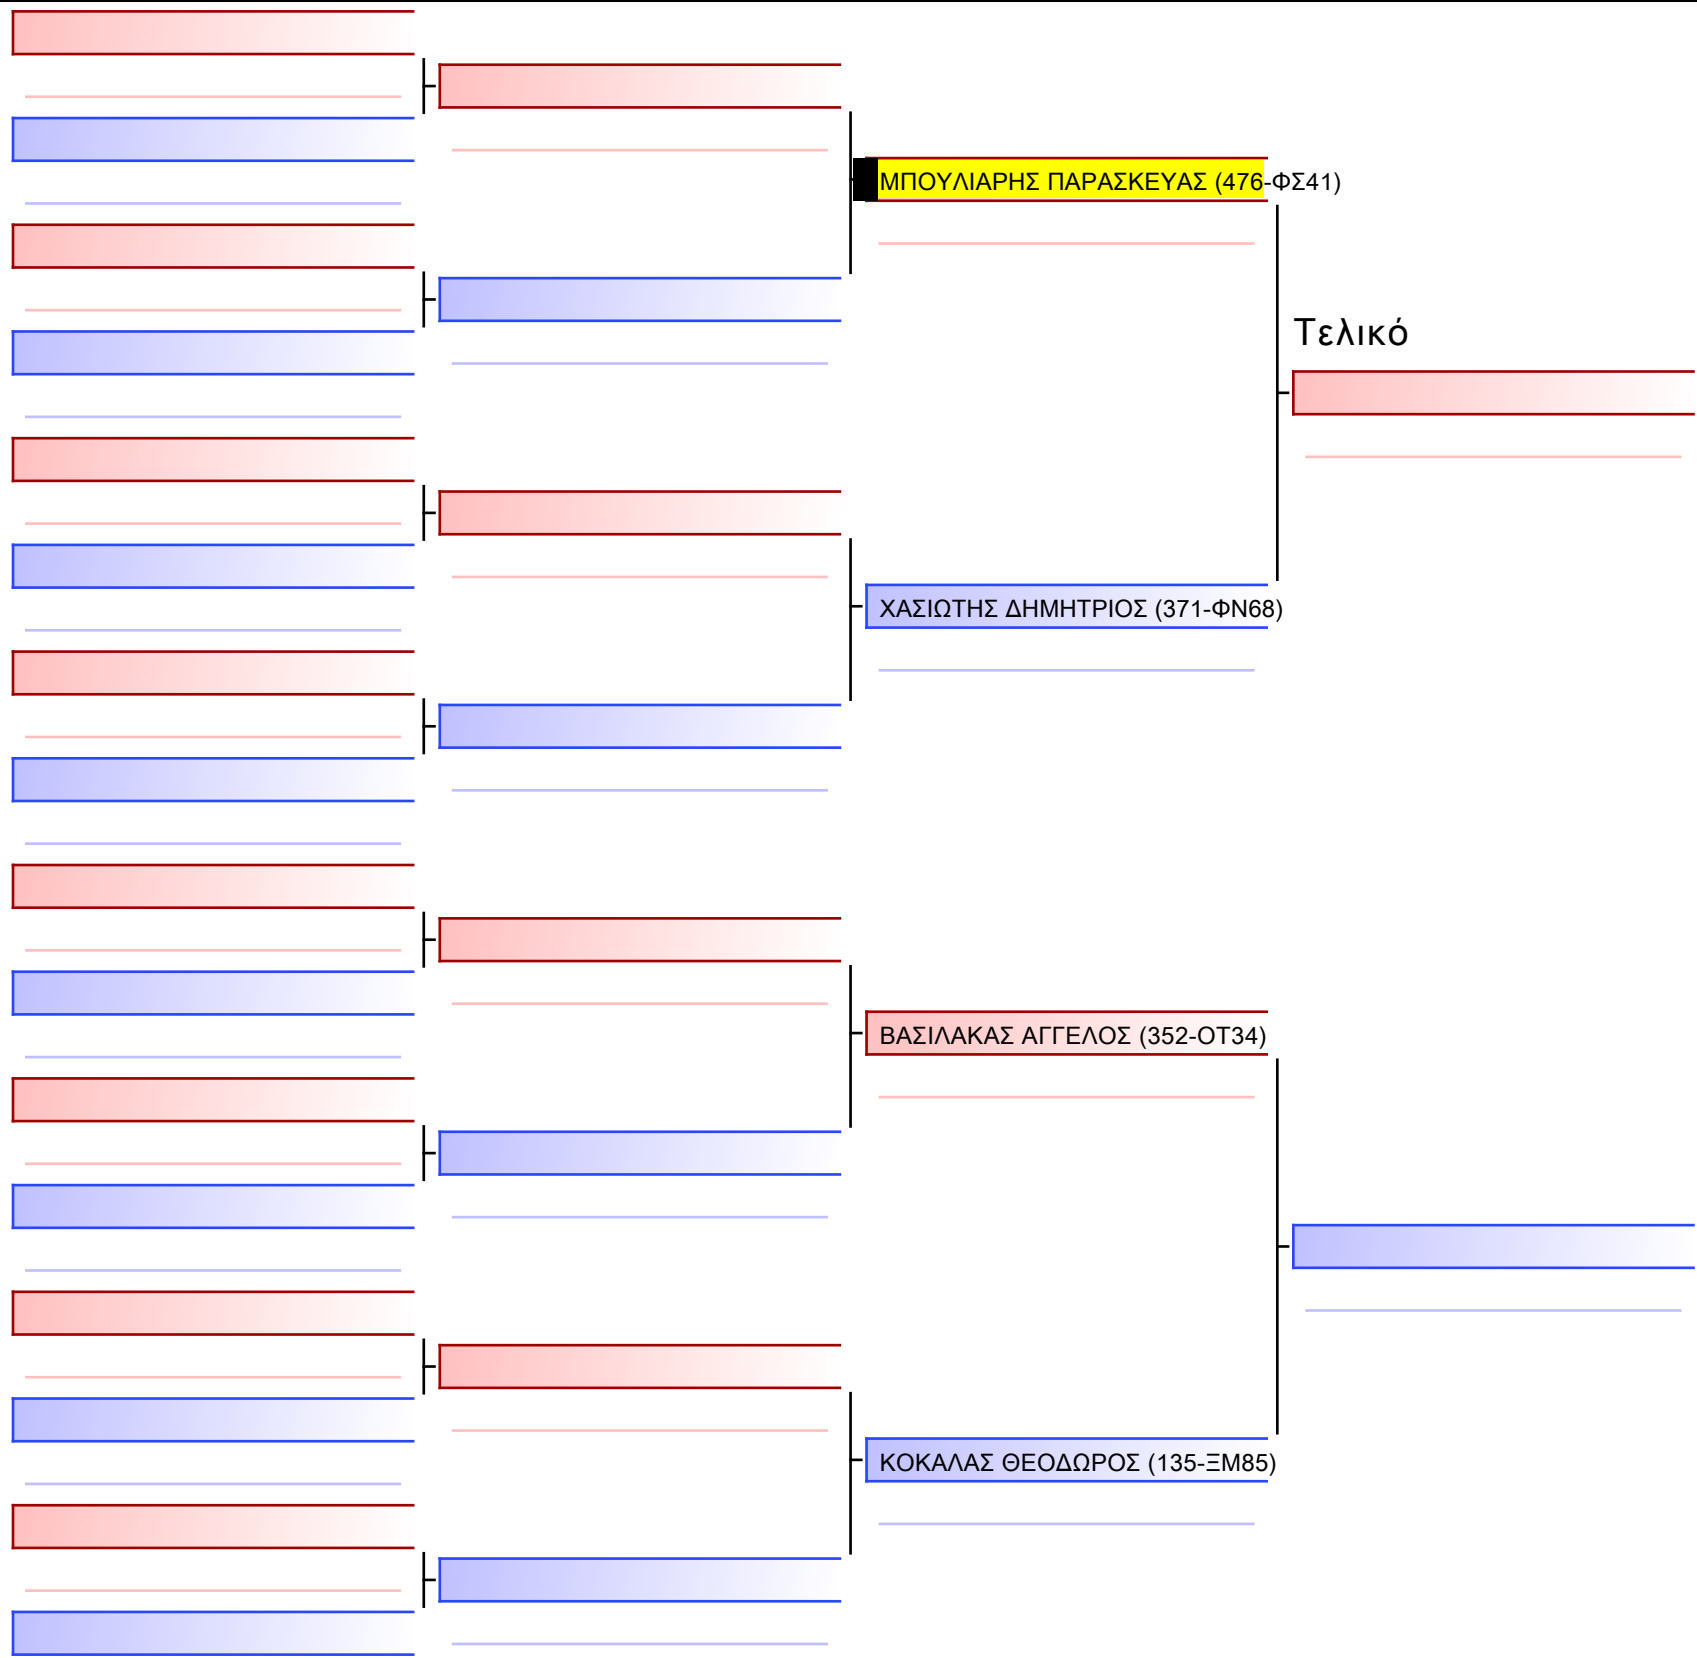 ΜΠΟΥΛΙΑΡΗΣ ΠΑΡΑΣΚΕΥΑΣ (476-ΦΣ41)
Τελικό
ΧΑΣΙΩΤΗΣ ΔΗΜΗΤΡΙΟΣ (371-ΦΝ68)
ΒΑΣΙΛΑΚΑΣ ΑΓΓΕΛΟΣ (352-ΟΤ34)
ΚΟΚΑΛΑΣ ΘΕΟΔΩΡΟΣ (135-ΞΜ85)